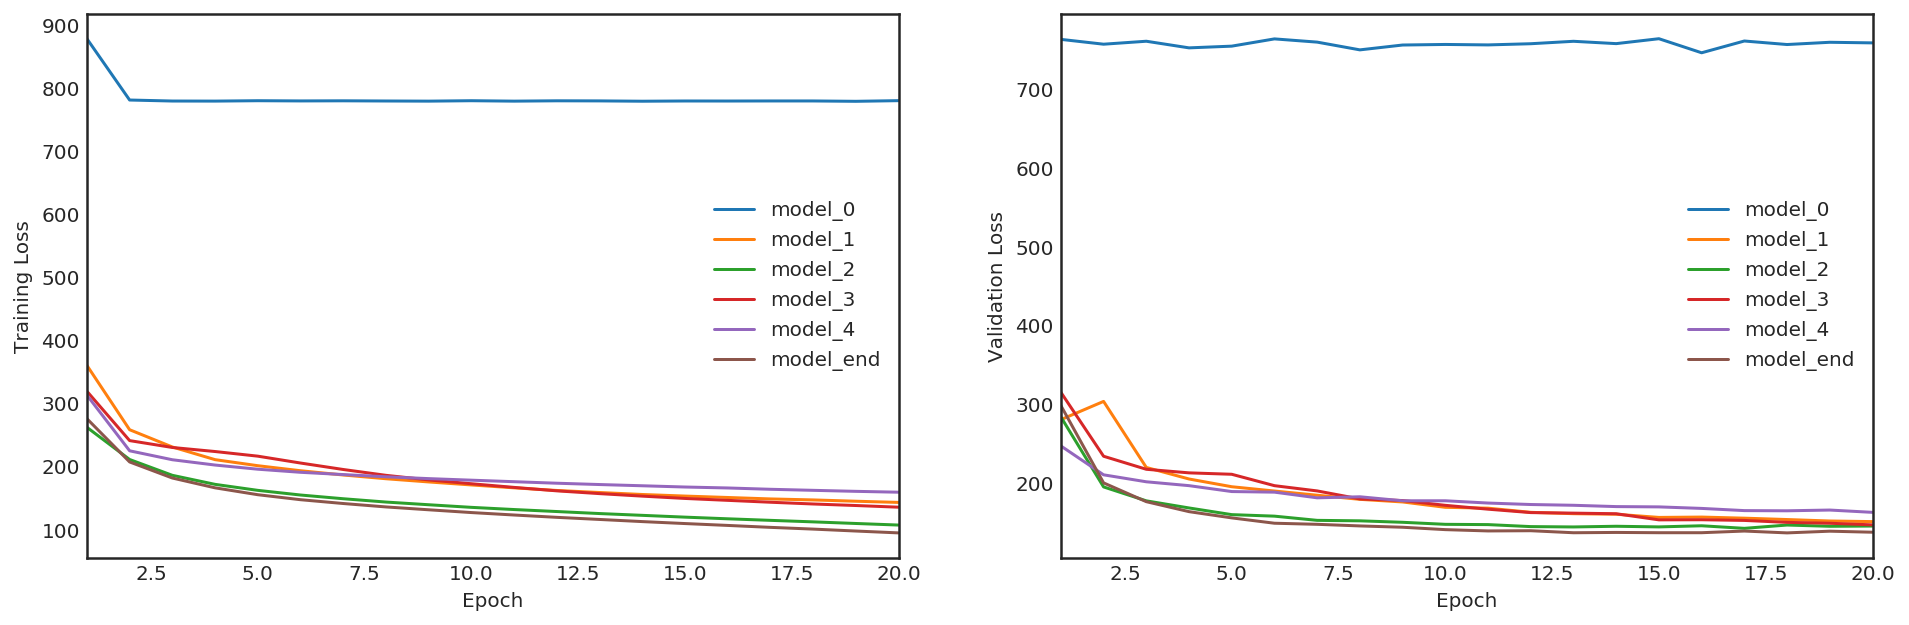 900
800
700
600
500
400
300
200
100
Training Loss
model_0
model_1
model_2
model_3
model_4
model_end
2.5 5.0 7.5 10.0 12.5 15.0 17.5 20.0
Epoch
700
600
500
400
300
200
Validation Loss
model_0
model_1
model_2
model_3
model_4
model_end
2.5 5.0 7.5 10.0 12.5 15.0 17.5 20.0
Epoch